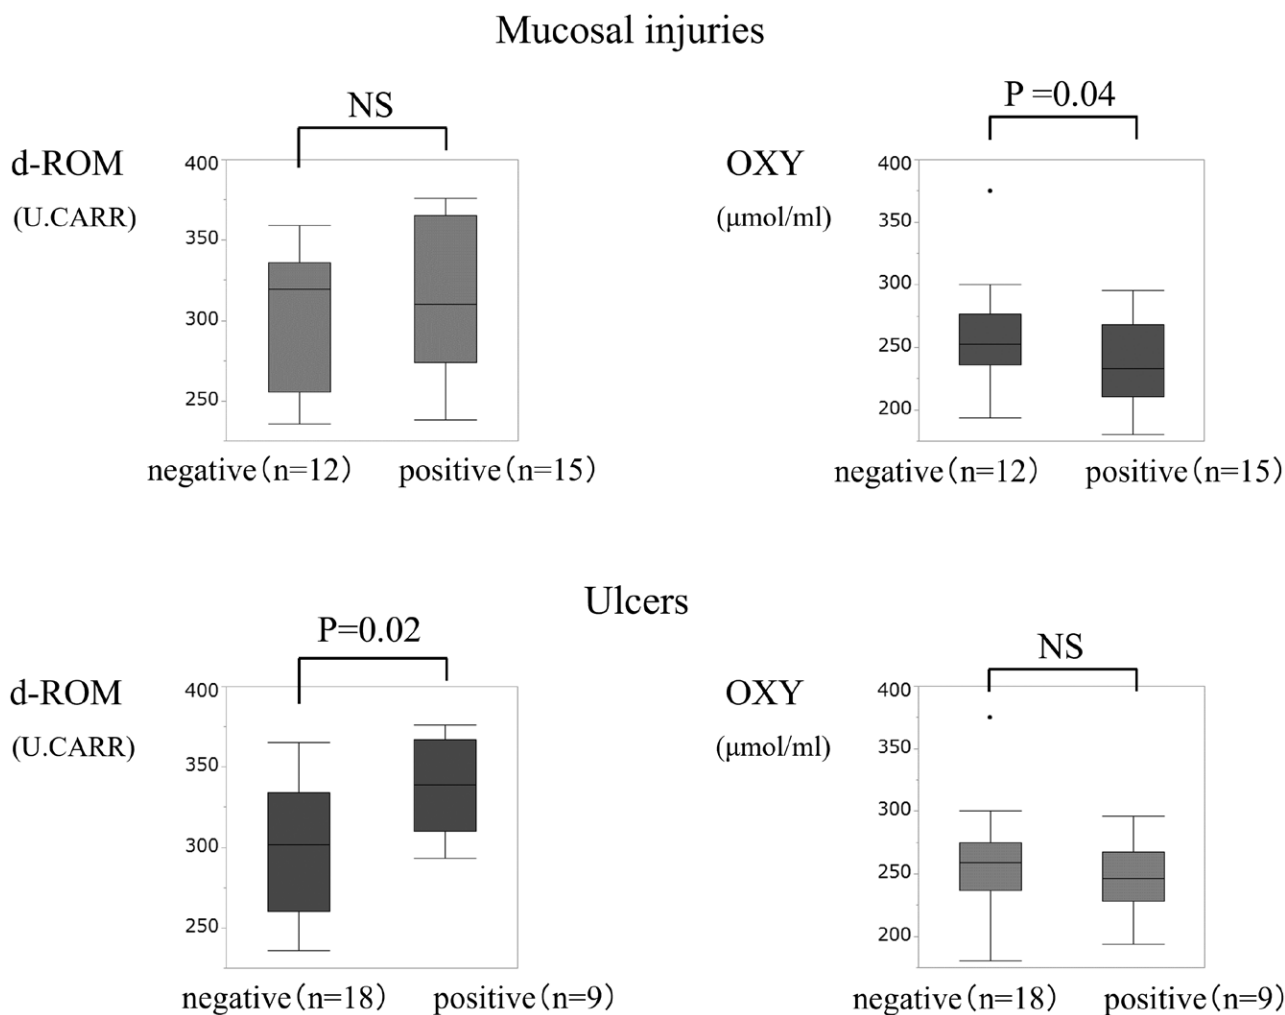 Mucosal injuries
NS
d-ROM
(U.CARR)
400
350
300
250
negative(n=12) positive(n=15)
P =0.04
OXY
(μmol/ml)
400
350
300
250
200
negative(n=12) positive(n=15)
Ulcers
P=0.02
d-ROM
(U.CARR)
400
350
300
250
negative(n=18) positive(n=9)
NS
OXY
(μmol/ml)
400
350
300
250
200
negative(n=18) positive(n=9)